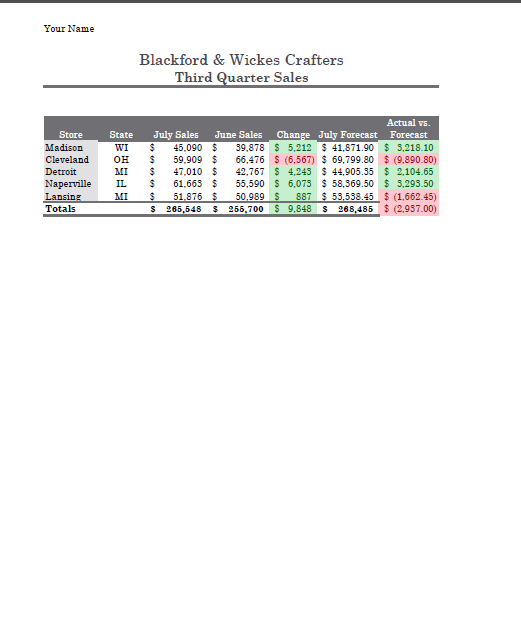 Your Name
Blackford & Wickes Crafters
Third Quarter Sales
Actual vs.
Store State July Sales June Sales Change July Forecast Forecast
Madison WI $ 45,090 $ 39,878 $ 5,212 $ 41,871.90 $ 3,218.10
Cleveland OH $ 59,909 $ 66,476 $ (6,567) $ 69,799.80 $ (9,890.80)
Detroit MI $ 47,010 $ 42,767 $ 4,243 $ 44,905.35 $ 2,104.65
Naperville IL $ 61,663 $ 55,590 $ 6,073 $ 58,369.50 $ 3,293.50
Lansing MI $ 51,876 $ 50,989 $ 887 $ 53,538.45 $ (1,662.45)
Totals $ 265,548 $ 255,700 $ 9,848 $ 268,485 $ (2,937.00)